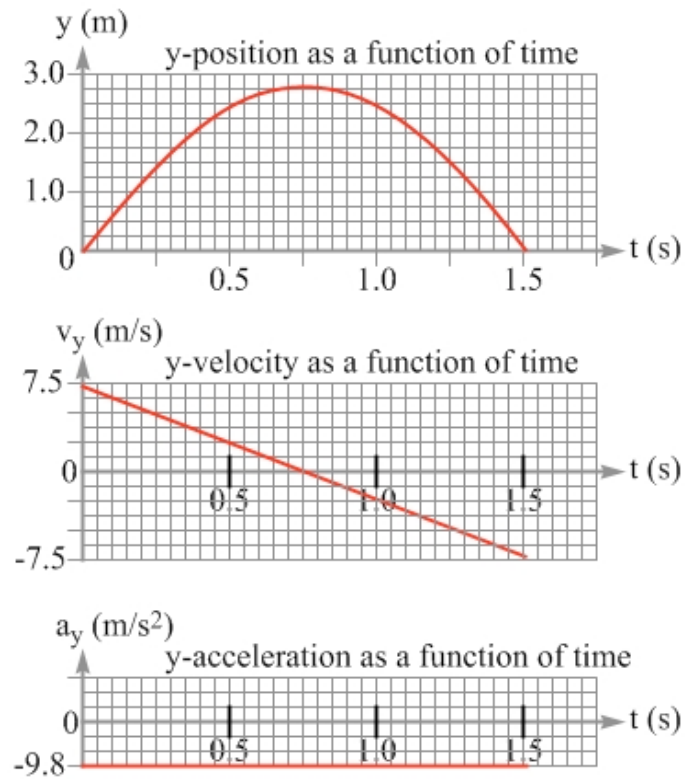 y (m)
y-position as a function of time
3.0
2.0
1.0
0
t (s)
0.5 1.0 1.5
vy (m/s)
y-velocity as a function of time
7.5
0
t (s)
0.5 1.0 1.5
-7.5
ay (m/s²)
y-acceleration as a function of time
0
t (s)
0.5 1.0 1.5
-9.8